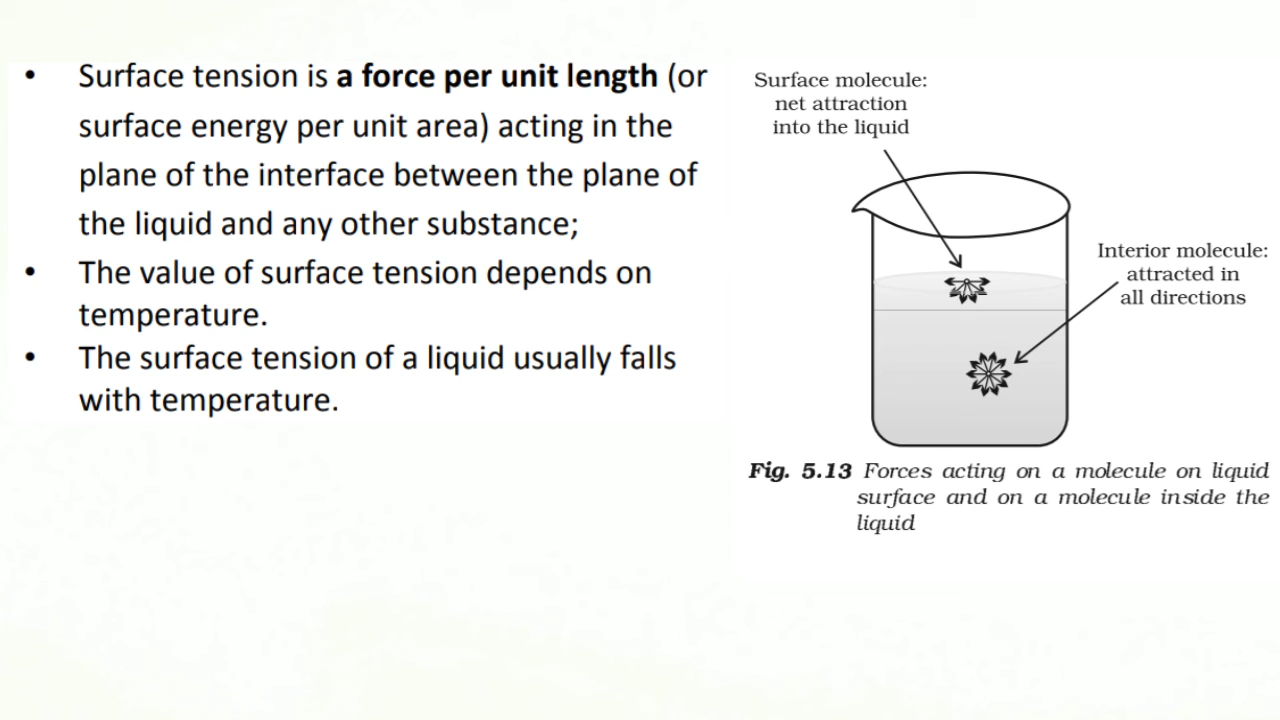 • Surface tension is a force per unit length (or
surface energy per unit area) acting in the
plane of the interface between the plane of
the liquid and any other substance;
• The value of surface tension depends on
temperature.
• The surface tension of a liquid usually falls
with temperature.
Surface molecule:
net attraction
into the liquid
Interior molecule:
attracted in
all directions
Fig. 5.13 Forces acting on a molecule on liquid
surface and on a molecule inside the
liquid